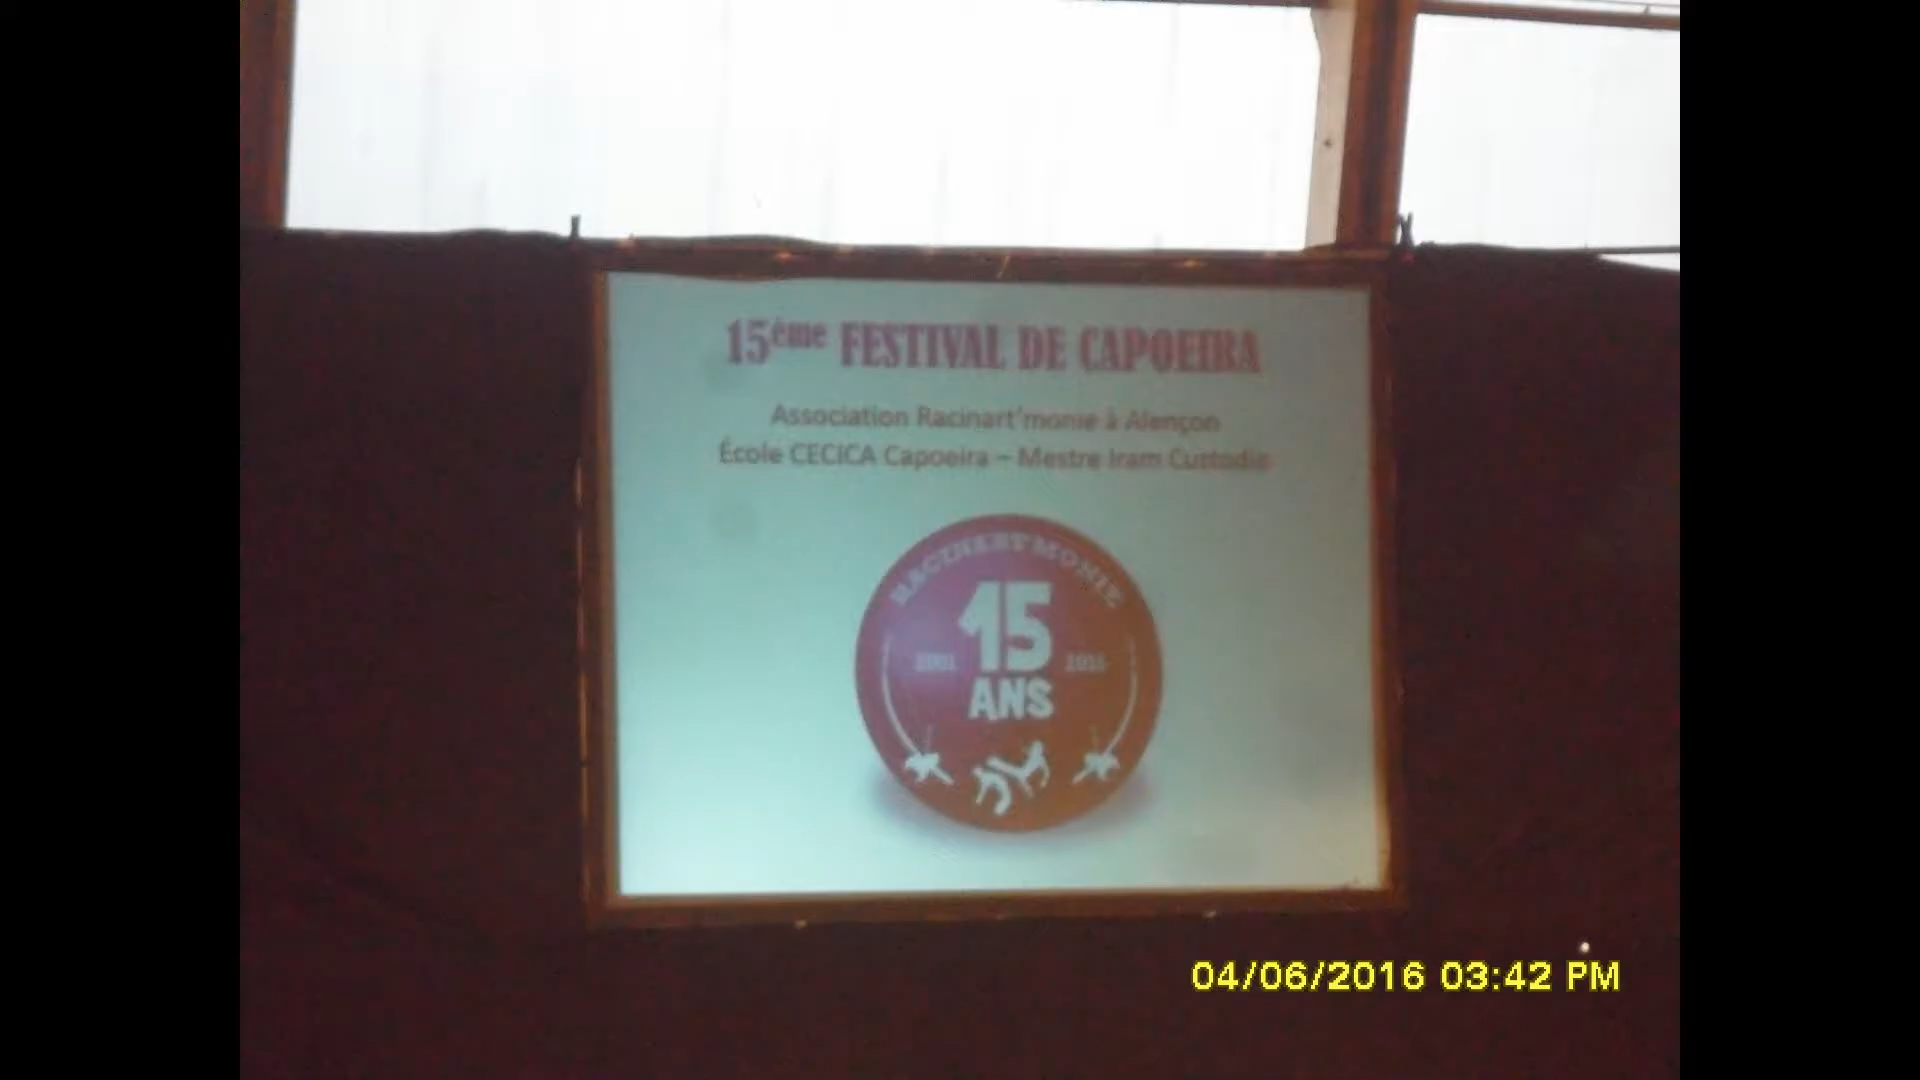 15ème FESTIVAL DE CAPOEIRA
Association Racinart'monie à Alençon
École CECICA Capoeira – Mestre Iram Custodio
RACINART'MONIE
15
2001
ANS
04/06/2016 03:42 PM